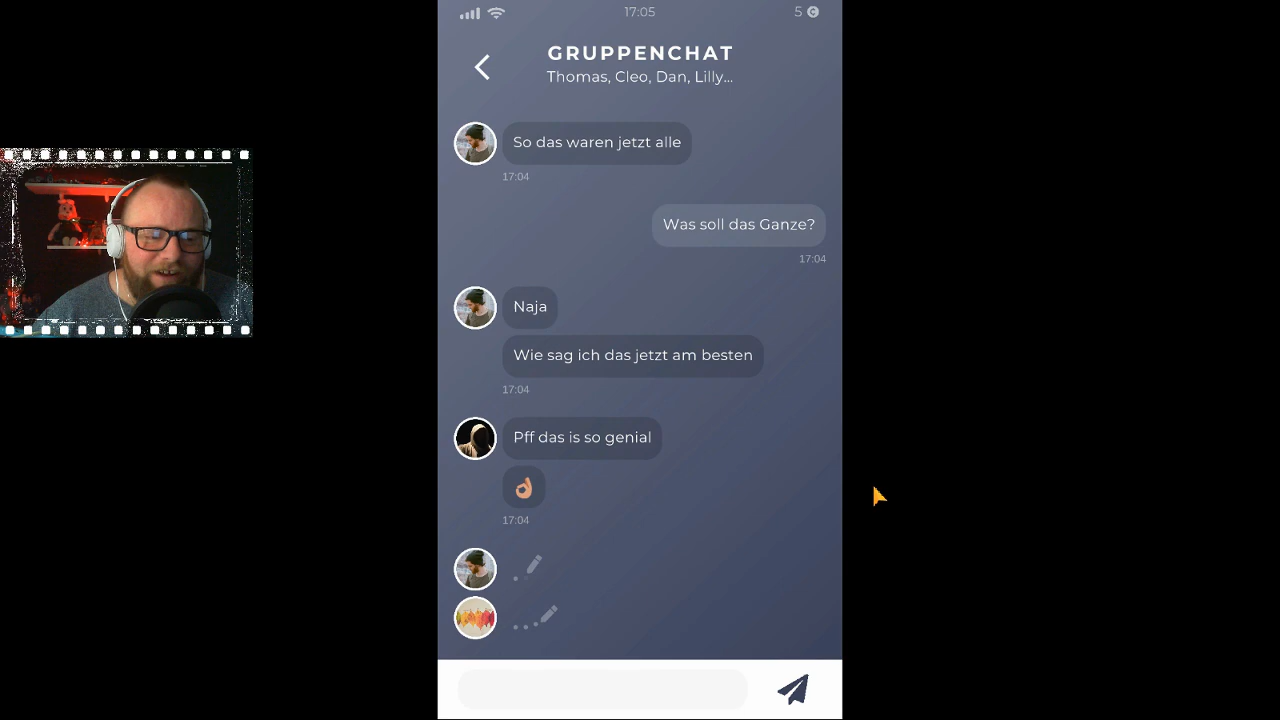 17:05
5
GRUPPENCHAT
Thomas, Cleo, Dan, Lilly...
So das waren jetzt alle
17:04
Was soll das Ganze?
17:04
Naja
Wie sag ich das jetzt am besten
17:04
Pff das is so genial
👌
17:04